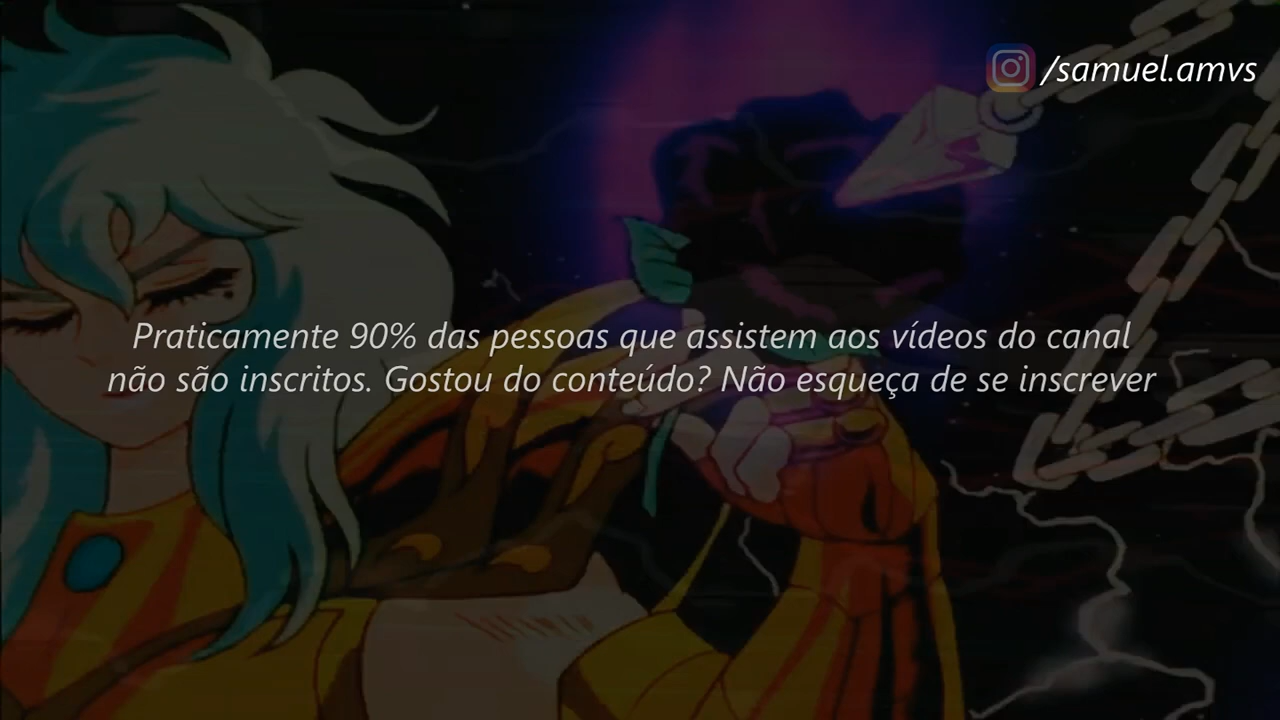 /samuel.amvs
Praticamente 90% das pessoas que assistem aos vídeos do canal
não são inscritos. Gostou do conteúdo? Não esqueça de se inscrever